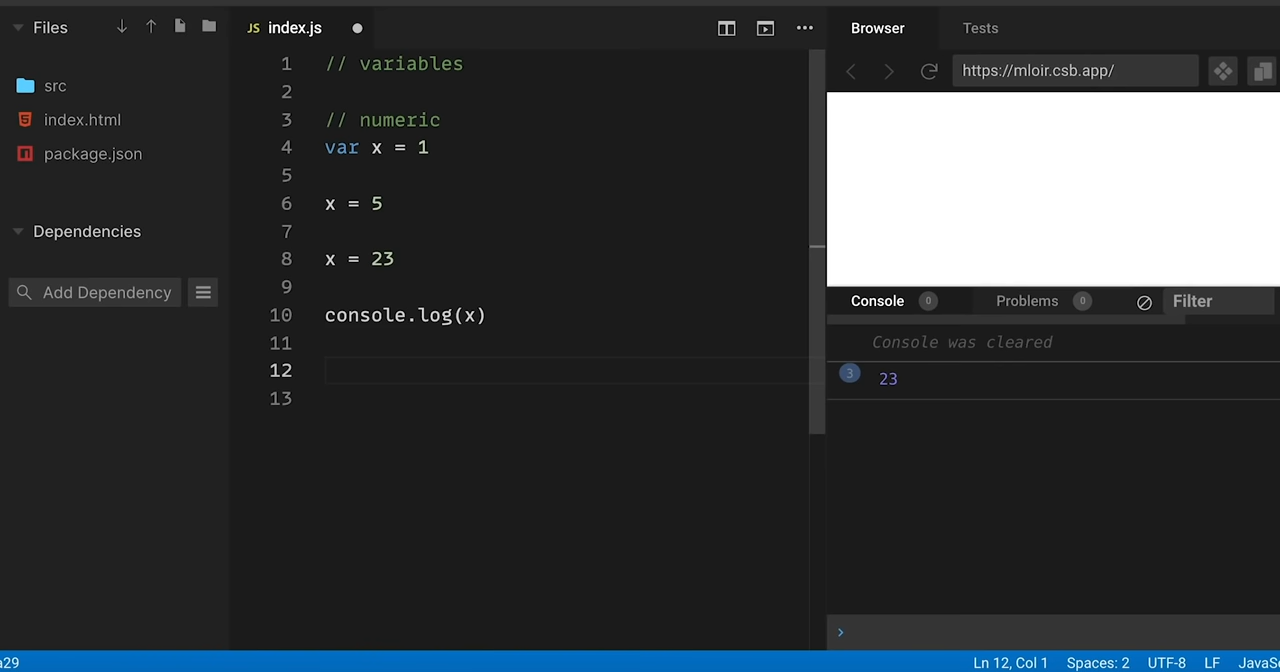 Files
JS index.js
Browser
Tests
https://mloir.csb.app/
src
index.html
package.json
Dependencies
Add Dependency
1 // variables
2
3 // numeric
4 var x = 1
5
6 x = 5
7
8 x = 23
9
10 console.log(x)
11
12
13
Console 0
Problems 0
Filter
Console was cleared
3 23
a29
Ln 12, Col 1
Spaces: 2
UTF-8
LF
JavaS